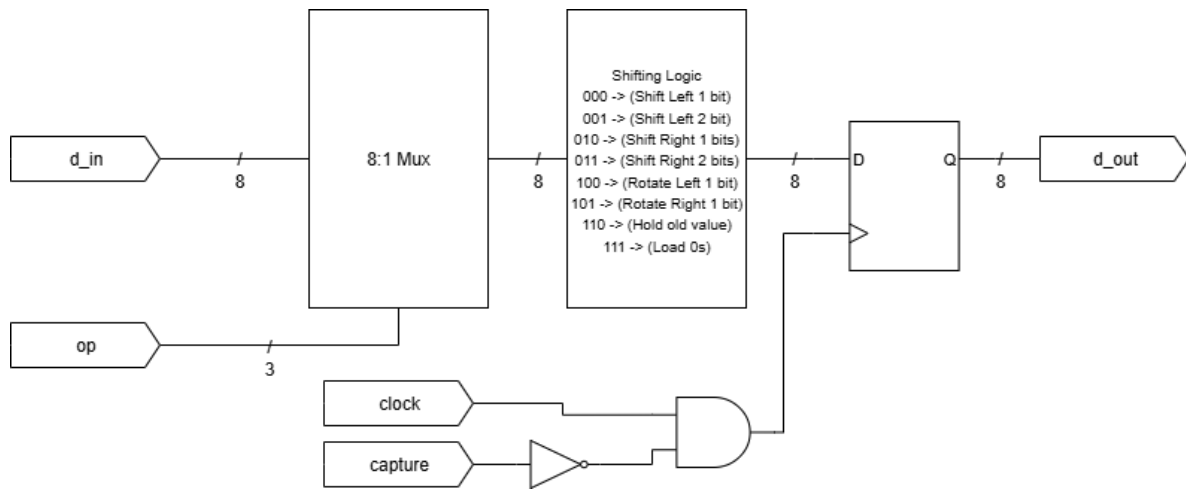 Shifting Logic
000 -> (Shift Left 1 bit)
001 -> (Shift Left 2 bit)
010 -> (Shift Right 1 bits)
011 -> (Shift Right 2 bits)
100 -> (Rotate Left 1 bit)
101 -> (Rotate Right 1 bit)
110 -> (Hold old value)
111 -> (Load 0s)
d_in
8
8:1 Mux
8
8
D
Q
8
d_out
op
3
clock
capture